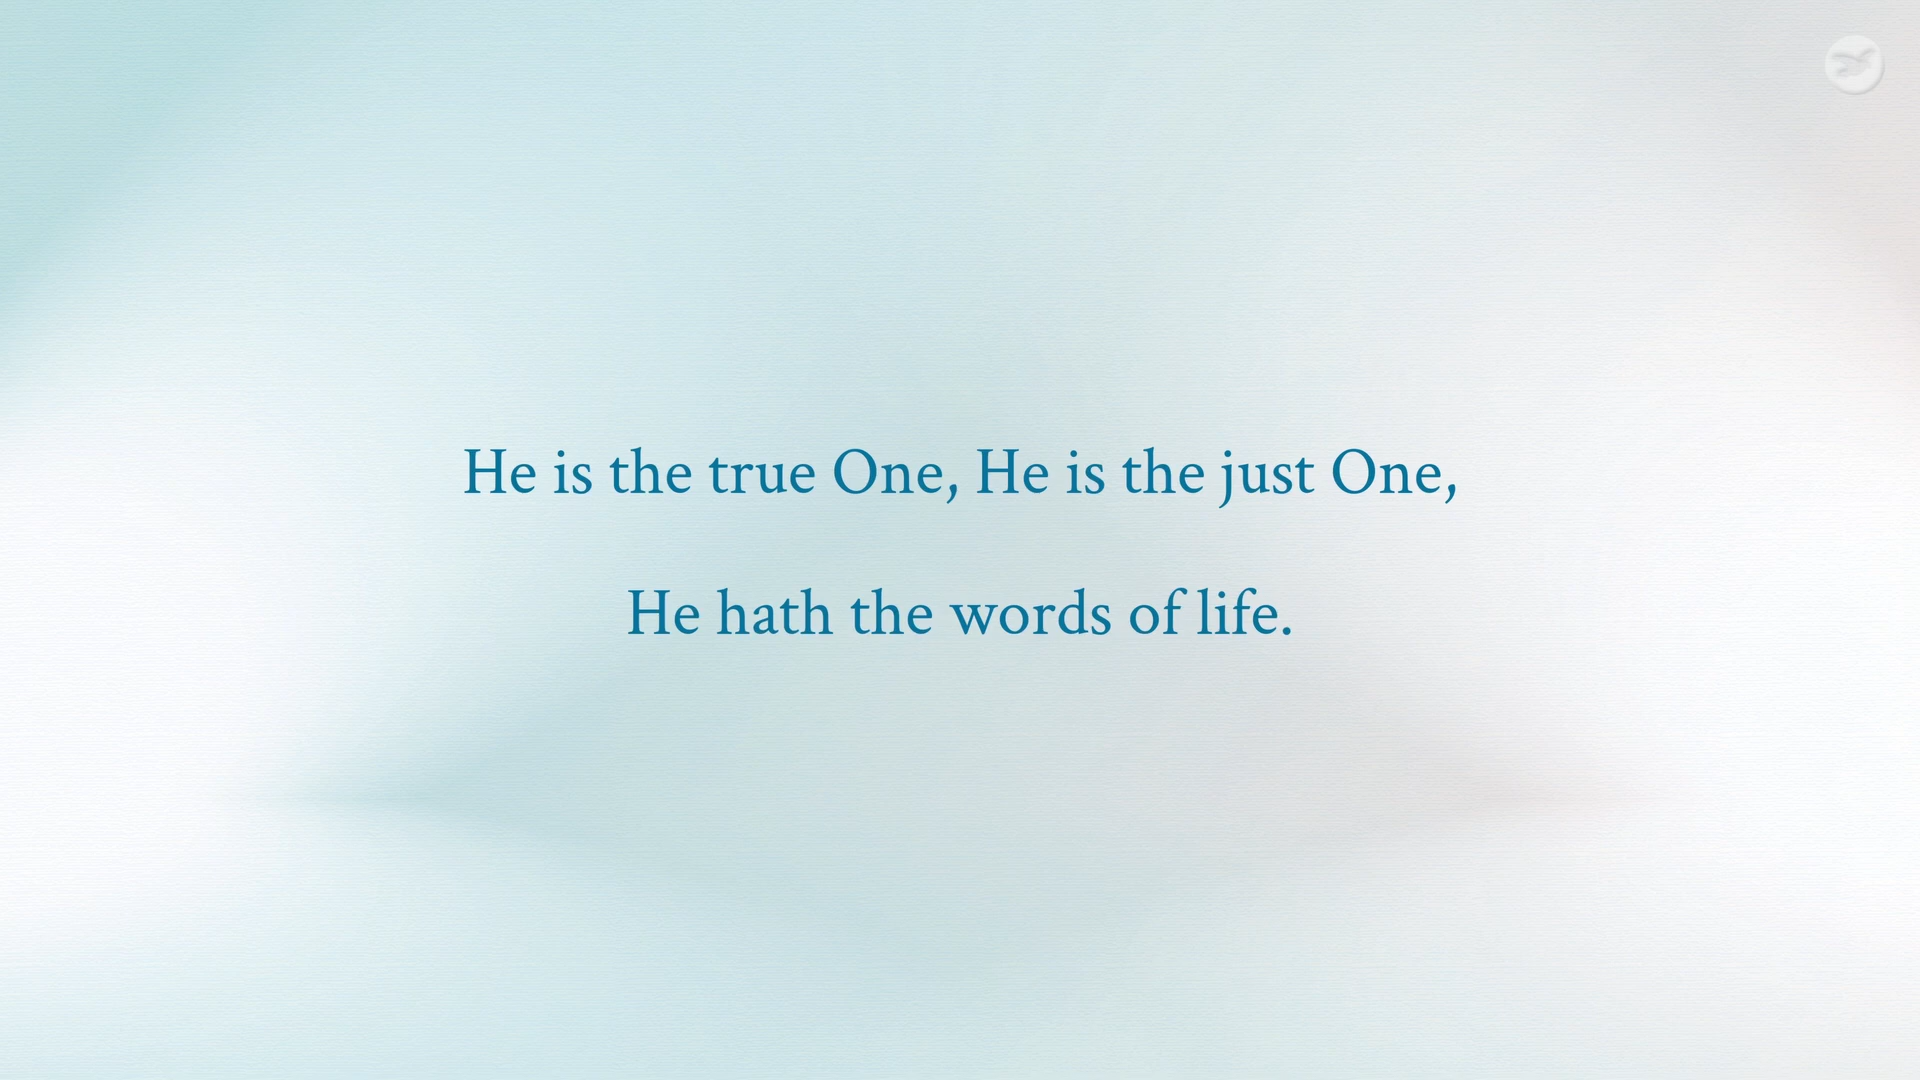 He is the true One, He is the just One,
He hath the words of life.